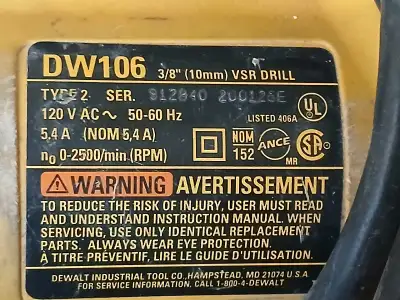 DW106 3/8" (10mm) VSR DRILL
TYPE 2 SER. 912840 200126E
120 V AC ~ 50-60 Hz
5.4 A (NOM 5,4 A)
n0 0-2500/min (RPM)
UL
LISTED 406A
NOM
152
ANCE
SA
MR
WARNING AVERTISSEMENT
TO REDUCE THE RISK OF INJURY, USER MUST READ
AND UNDERSTAND INSTRUCTION MANUAL. WHEN
SERVICING, USE ONLY IDENTICAL REPLACEMENT
PARTS. ALWAYS WEAR EYE PROTECTION.
A TITRE PRÉVENTIF, LIRE LE GUIDE D'UTILISATION.
DEWALT INDUSTRIAL TOOL CO., HAMPSTEAD, MD 21074 U.S.A.
FOR SERVICE INFORMATION, CALL 1-800-4-DEWALT